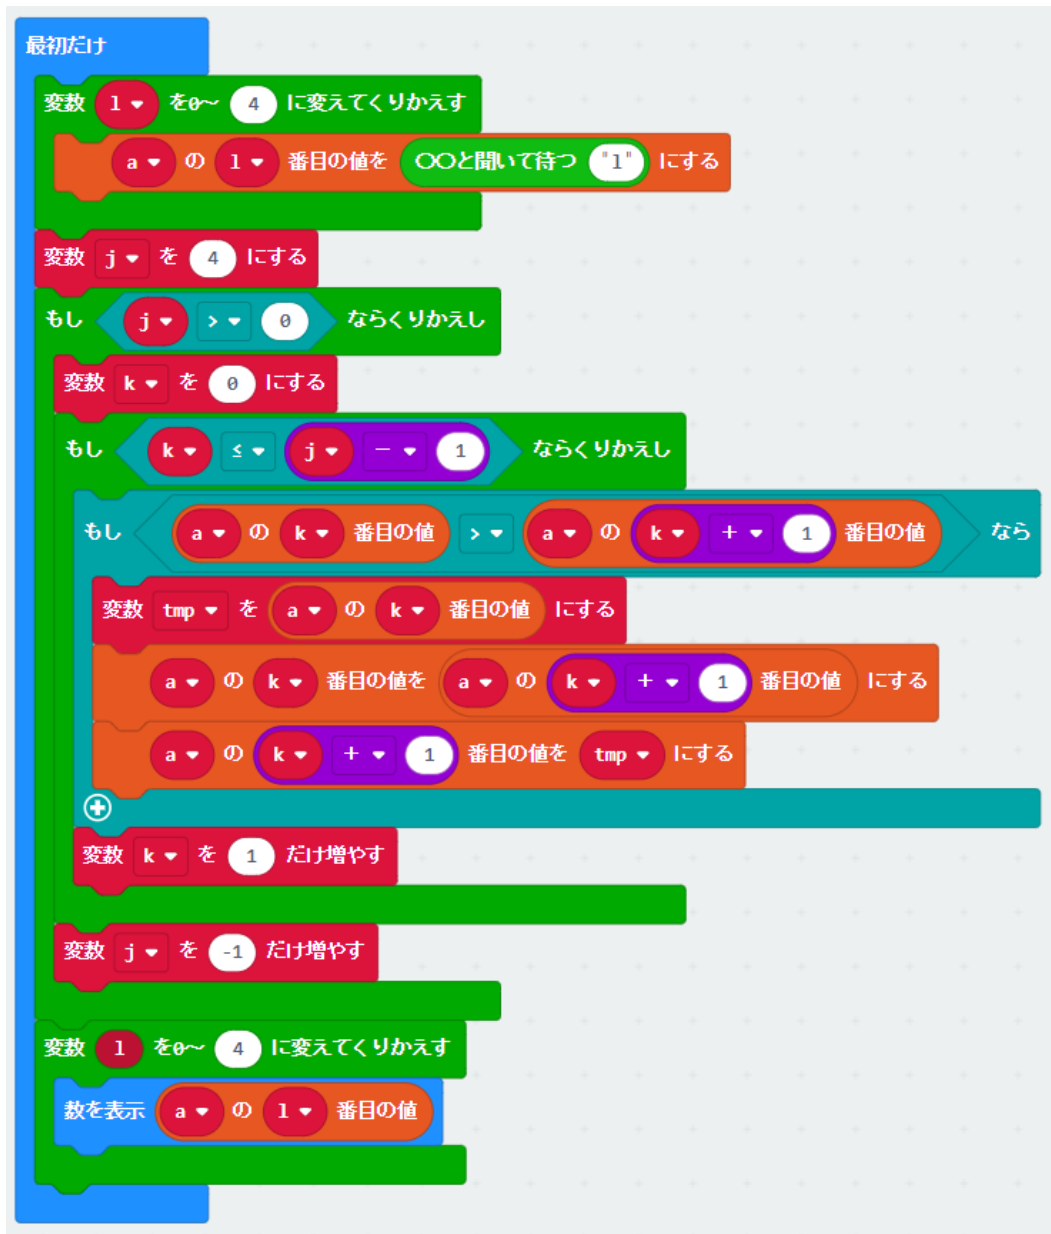 最初だけ
変数 l を0～ 4 に変えてくりかえす
a の l 番目の値を 〇〇と聞いて待つ "l" にする
変数 j を 4 にする
もし j > 0 ならくりかえし
変数 k を 0 にする
もし k ≤ j - 1 ならくりかえし
もし a の k 番目の値 > a の k + 1 番目の値 なら
変数 tmp を a の k 番目の値 にする
a の k 番目の値を a の k + 1 番目の値 にする
a の k + 1 番目の値を tmp にする
変数 k を 1 だけ増やす
変数 j を -1 だけ増やす
変数 l を0～ 4 に変えてくりかえす
数を表示 a の l 番目の値